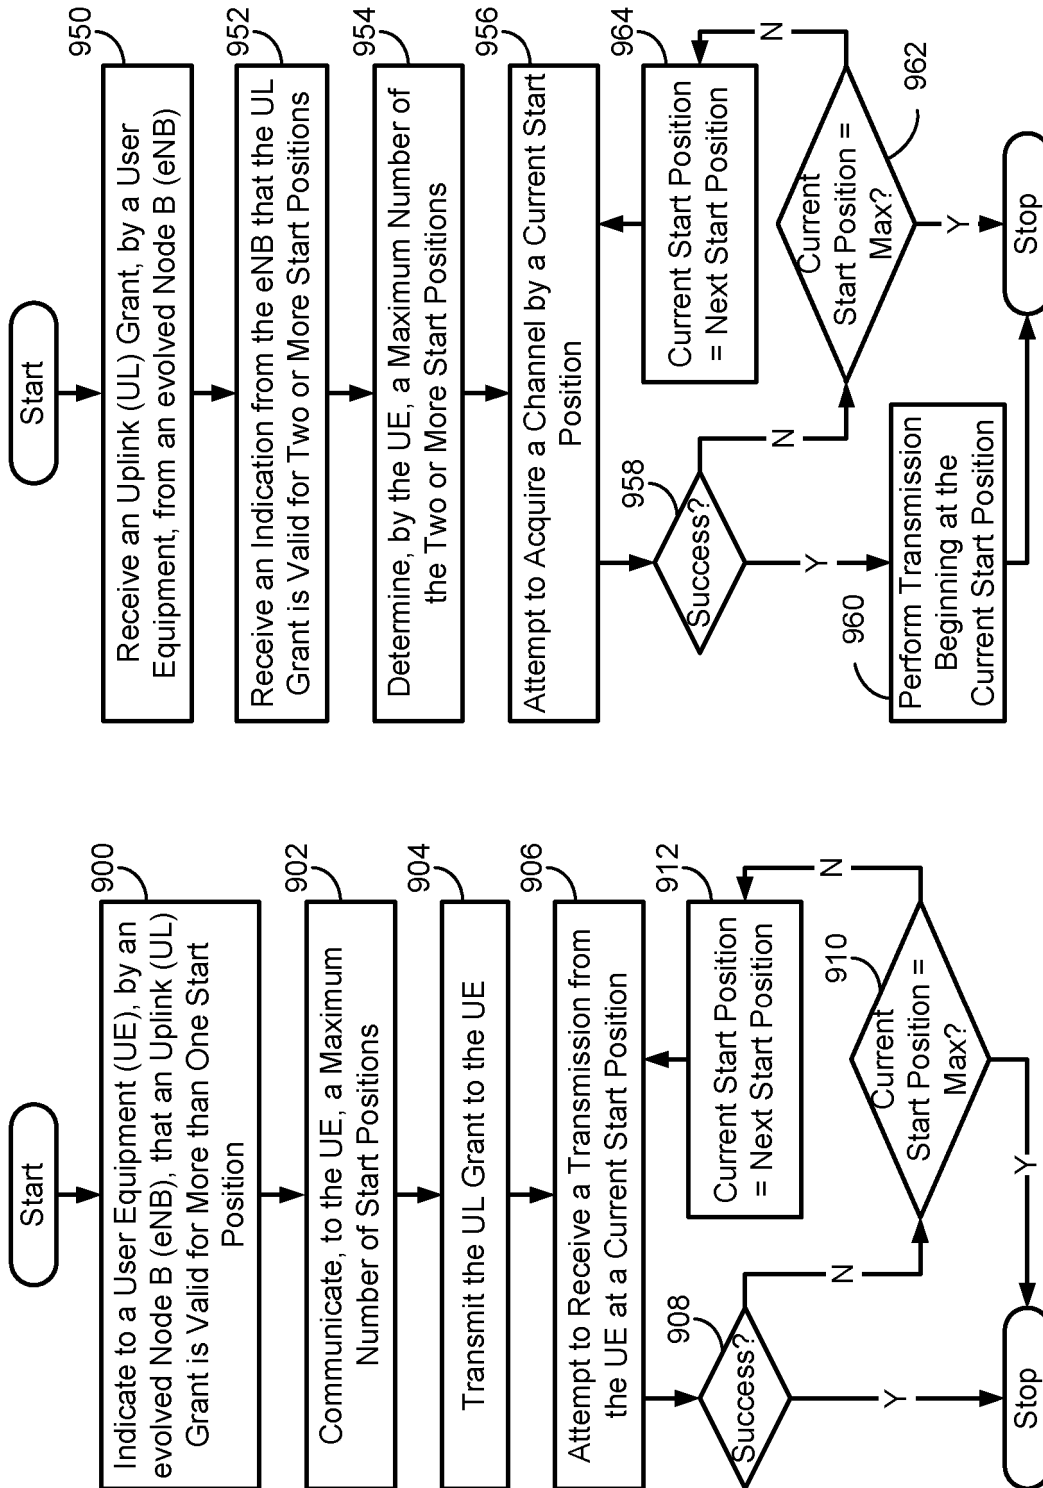 Start
900
Indicate to a User Equipment (UE), by an
evolved Node B (eNB), that an Uplink (UL)
Grant is Valid for More than One Start
Position
902
Communicate, to the UE, a Maximum
Number of Start Positions
904
Transmit the UL Grant to the UE
906
Attempt to Receive a Transmission from
the UE at a Current Start Position
908
Success?
Y
N
912
Current Start Position
= Next Start Position
910
Current
Start Position =
Max?
N
Y
Stop
Start
950
Receive an Uplink (UL) Grant, by a User
Equipment, from an evolved Node B (eNB)
952
Receive an Indication from the eNB that the UL
Grant is Valid for Two or More Start Positions
954
Determine, by the UE, a Maximum Number of
the Two or More Start Positions
956
Attempt to Acquire a Channel by a Current Start
Position
958
Success?
Y
N
964
Current Start Position
= Next Start Position
962
Current
Start Position =
Max?
N
Y
960
Perform Transmission
Beginning at the
Current Start Position
Stop